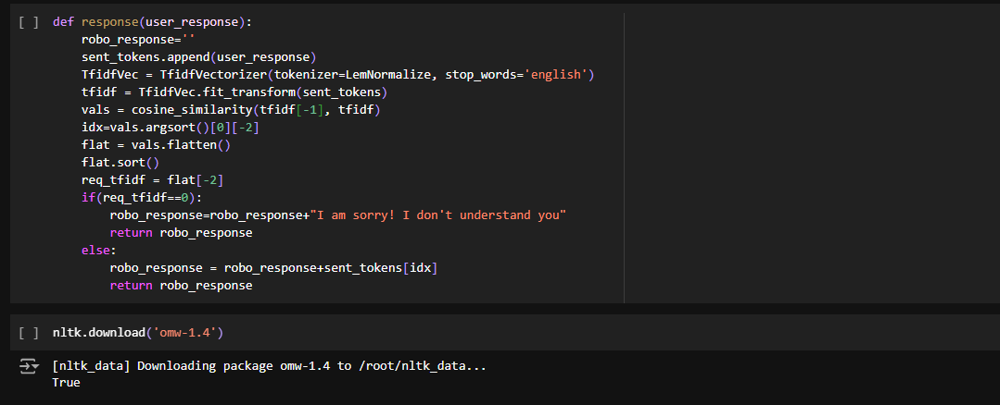 [ ] def response(user_response):
robo_response=''
sent_tokens.append(user_response)
TfidfVec = TfidfVectorizer(tokenizer=LemNormalize, stop_words='english')
tfidf = TfidfVec.fit_transform(sent_tokens)
vals = cosine_similarity(tfidf[-1], tfidf)
idx=vals.argsort()[0][-2]
flat = vals.flatten()
flat.sort()
req_tfidf = flat[-2]
if(req_tfidf==0):
robo_response=robo_response+"I am sorry! I don't understand you"
return robo_response
else:
robo_response = robo_response+sent_tokens[idx]
return robo_response
[ ] nltk.download('omw-1.4')
[nltk_data] Downloading package omw-1.4 to /root/nltk_data...
True